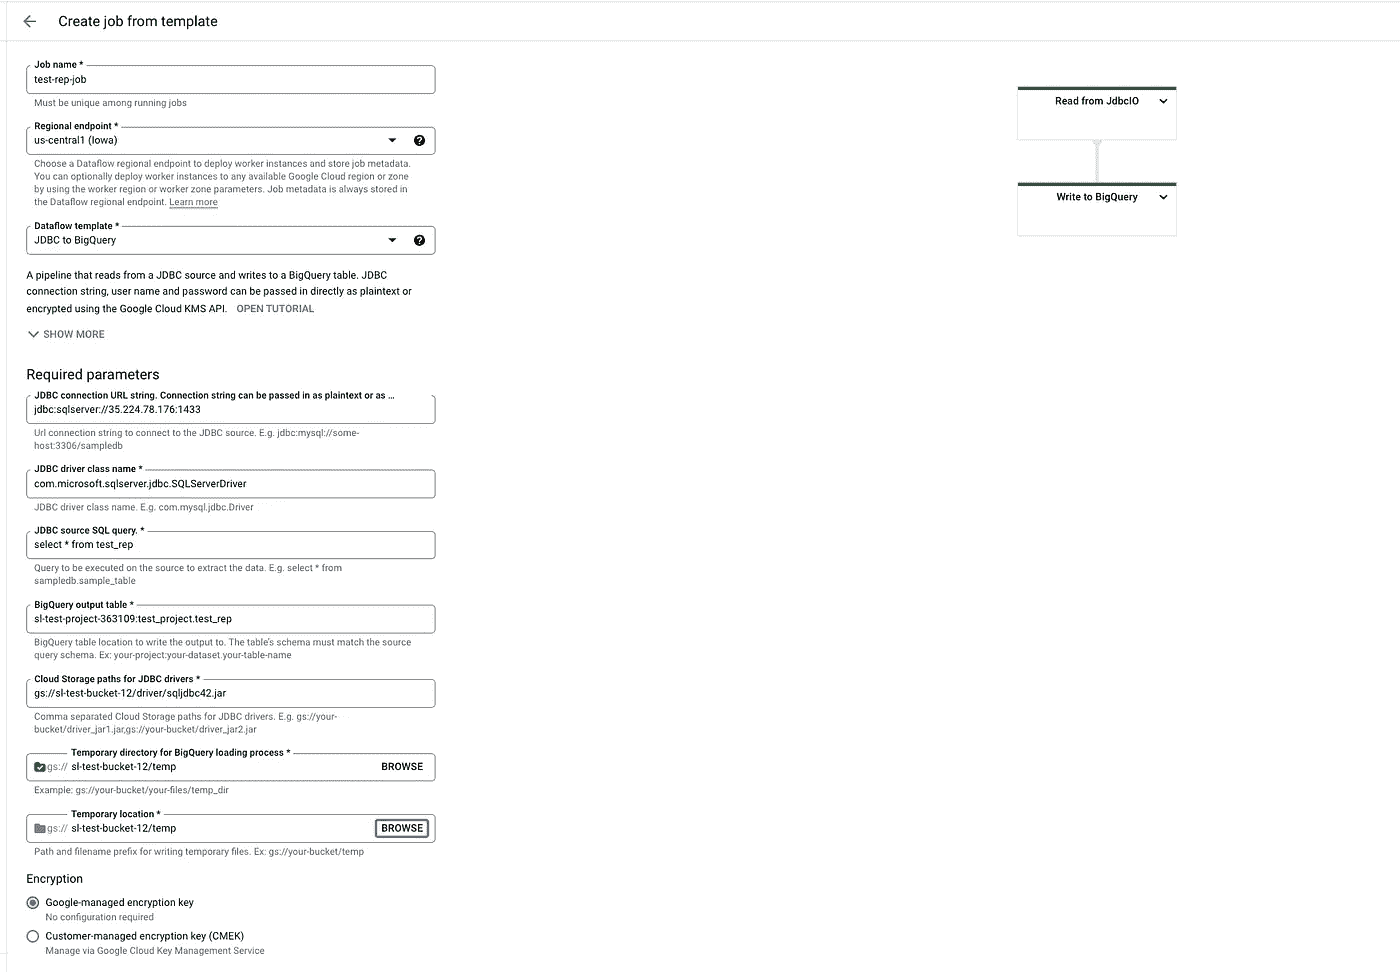 Create job from template
Job name *
test-rep-job
Must be unique among running jobs
Regional endpoint *
us-central1 (Iowa)
Choose a Dataflow regional endpoint to deploy worker instances and store job metadata.
You can optionally deploy worker instances to any available Google Cloud region or zone
by using the worker region or worker zone parameters. Job metadata is always stored in
the Dataflow regional endpoint. Learn more
Dataflow template *
JDBC to BigQuery
A pipeline that reads from a JDBC source and writes to a BigQuery table. JDBC
connection string, user name and password can be passed in directly as plaintext or
encrypted using the Google Cloud KMS API. OPEN TUTORIAL
SHOW MORE
Required parameters
JDBC connection URL string. Connection string can be passed in as plaintext or as ...
jdbc:sqlserver://35.224.78.176:1433
Url connection string to connect to the JDBC source. E.g. jdbc:mysql://some-
host:3306/sampledb
JDBC driver class name *
com.microsoft.sqlserver.jdbc.SQLServerDriver
JDBC driver class name. E.g. com.mysql.jdbc.Driver
JDBC source SQL query. *
select * from test_rep
Query to be executed on the source to extract the data. E.g. select * from
sampledb.sample_table
BigQuery output table *
sl-test-project-363109:test_project.test_rep
BigQuery table location to write the output to. The table's schema must match the source
query schema. Ex: your-project:your-dataset.your-table-name
Cloud Storage paths for JDBC drivers *
gs://sl-test-bucket-12/driver/sqljdbc42.jar
Comma separated Cloud Storage paths for JDBC drivers. E.g. gs://your-
bucket/driver_jar1.jar,gs://your-bucket/driver_jar2.jar
Temporary directory for BigQuery loading process *
gs:// sl-test-bucket-12/temp BROWSE
Example: gs://your-bucket/your-files/temp_dir
Temporary location *
gs:// sl-test-bucket-12/temp BROWSE
Path and filename prefix for writing temporary files. Ex: gs://your-bucket/temp
Encryption
Google-managed encryption key
No configuration required
Customer-managed encryption key (CMEK)
Manage via Google Cloud Key Management Service
Read from JdbcIO
Write to BigQuery